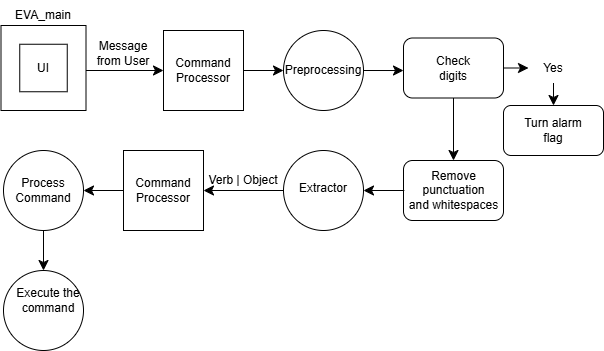 EVA_main
UI
Message
from User
Command
Processor
Preprocessing
Check
digits
Yes
Turn alarm
flag
Remove
punctuation
and whitespaces
Extractor
Verb | Object
Command
Processor
Process
Command
Execute the
command